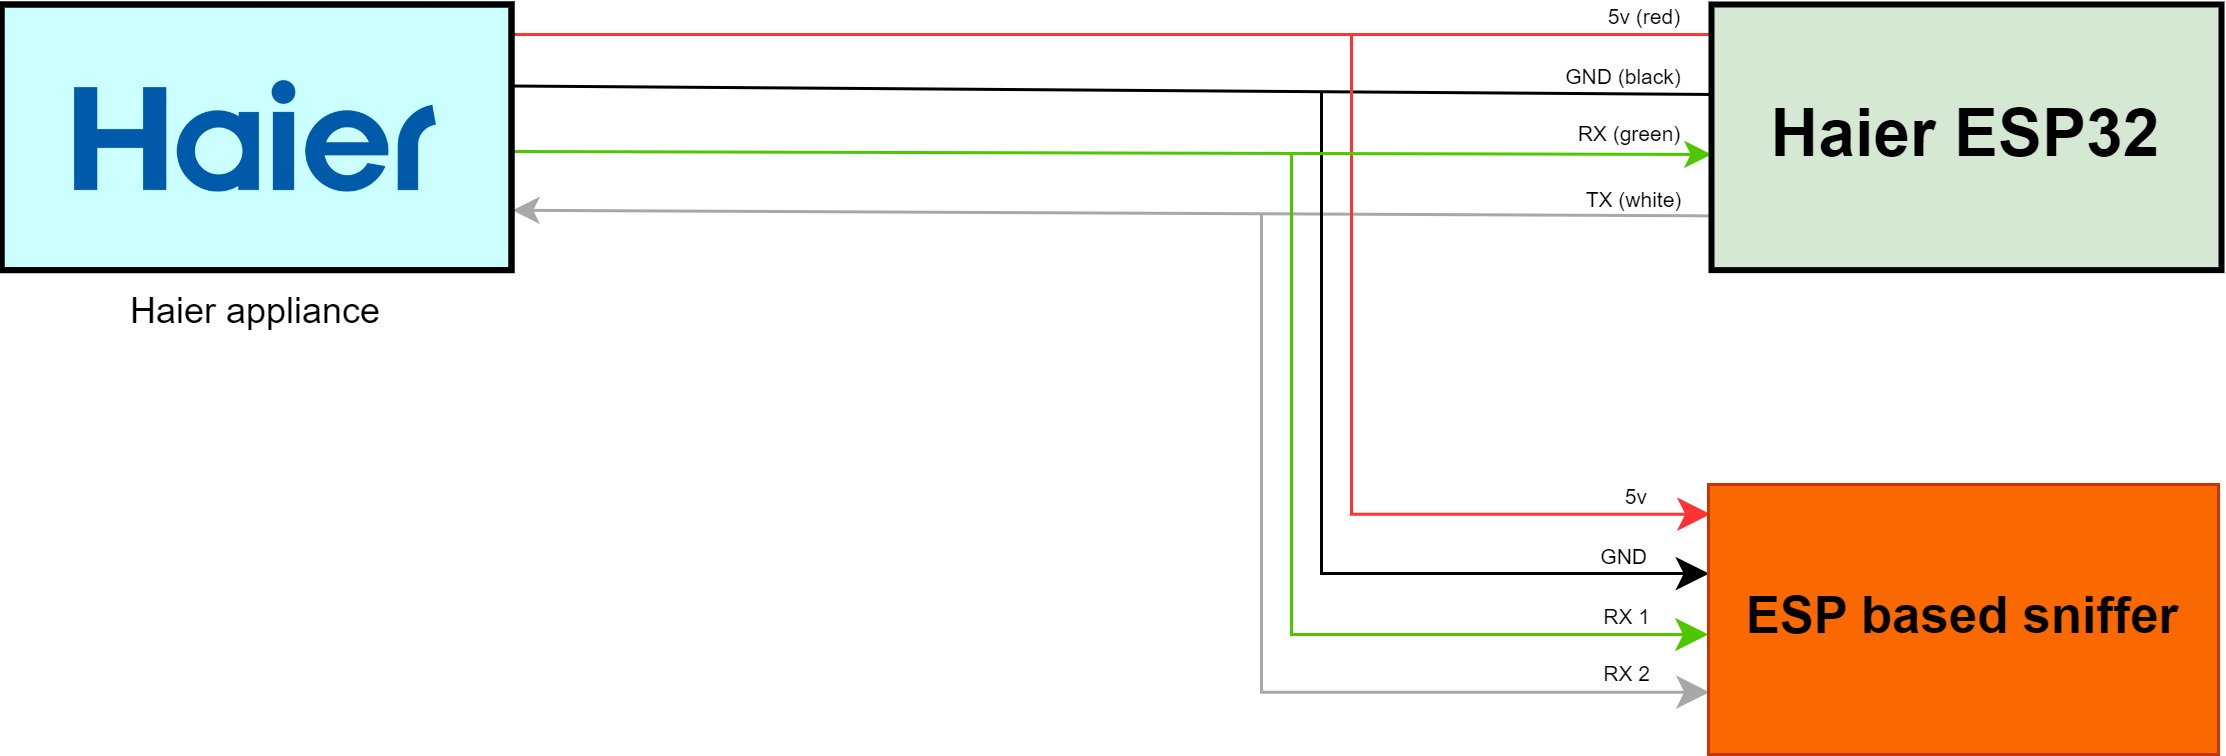 Haier
Haier appliance
5v (red)
GND (black)
RX (green)
TX (white)
Haier ESP32
5v
GND
RX 1
RX 2
ESP based sniffer